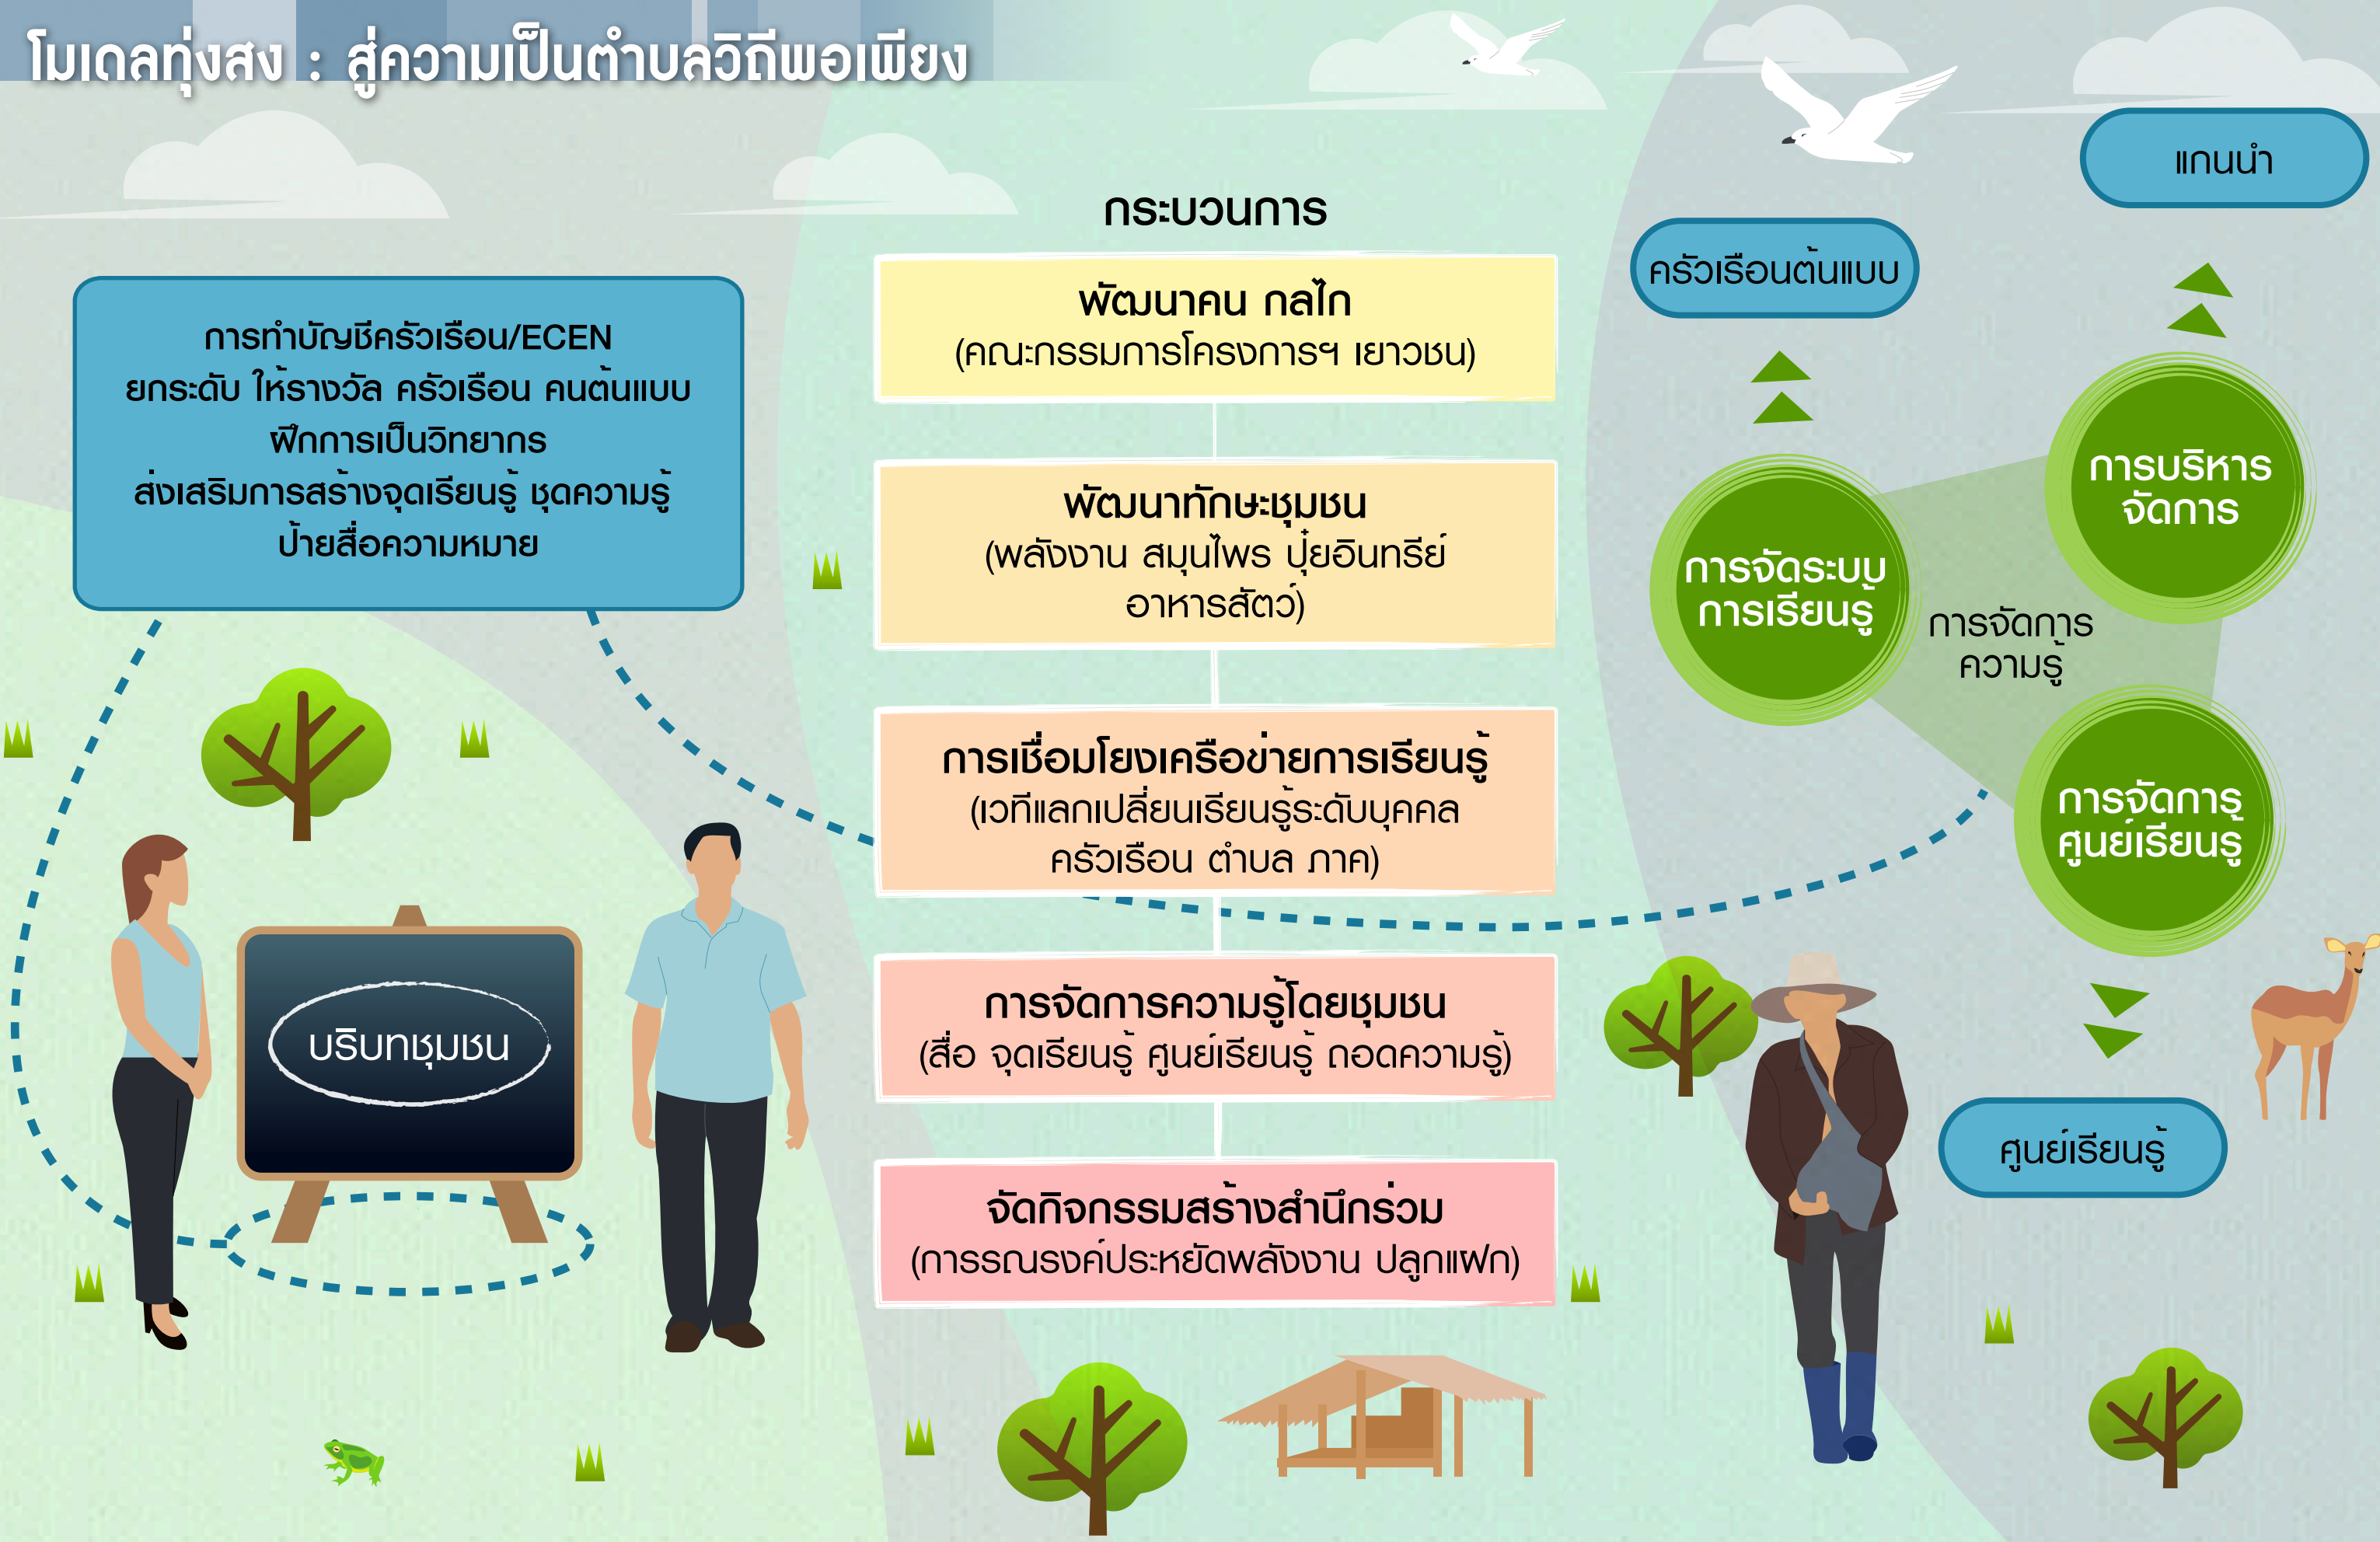 โมเดลทุ่งสง : สู่ความเป็นตำบลวิถีพอเพียง
การทำบัญชีครัวเรือน/ECEN
ยกระดับ ให้รางวัล ครัวเรือน คนต้นแบบ
ฝึกการเป็นวิทยากร
ส่งเสริมการสร้างจุดเรียนรู้ ชุดความรู้
ป้ายสื่อความหมาย
บริบทชุมชน
กระบวนการ
พัฒนาคน กลไก
(คณะกรรมการโครงการฯ เยาวชน)
พัฒนาทักษะชุมชน
(พลังงาน สมุนไพร ปุ๋ยอินทรีย์
อาหารสัตว์)
การเชื่อมโยงเครือข่ายการเรียนรู้
(เวทีแลกเปลี่ยนเรียนรู้ระดับบุคคล
ครัวเรือน ตำบล ภาค)
การจัดการความรู้โดยชุมชน
(สื่อ จุดเรียนรู้ ศูนย์เรียนรู้ ถอดความรู้)
จัดกิจกรรมสร้างสำนึกร่วม
(การรณรงค์ประหยัดพลังงาน ปลูกแฝก)
แกนนำ
ครัวเรือนต้นแบบ
การบริหาร
จัดการ
การจัดระบบ
การเรียนรู้
การจัดการ
ความรู้
การจัดการ
ศูนย์เรียนรู้
ศูนย์เรียนรู้